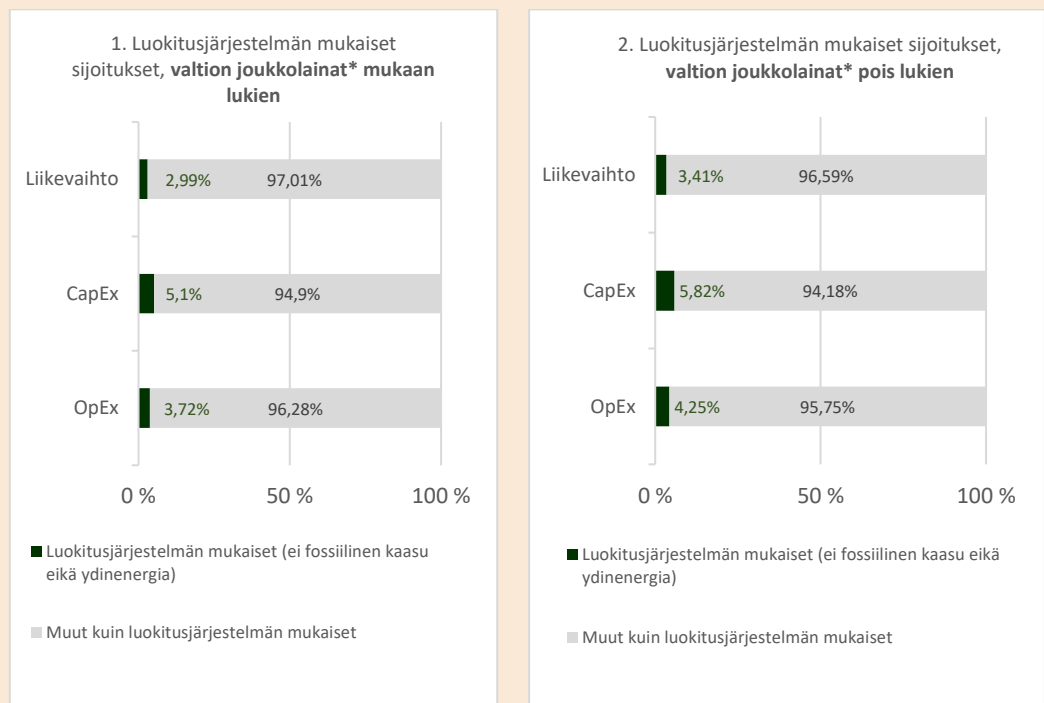 1. Luokitusjärjestelmän mukaiset
sijoitukset, valtion joukkolainat* mukaan
lukien
Liikevaihto
2,99%
97,01%
CapEx
5,1%
94,9%
OpEx
3,72%
96,28%
0 %
50 %
100 %
Luokitusjärjestelmän mukaiset (ei fossiilinen kaasu
eikä ydinenergia)
Muut kuin luokitusjärjestelmän mukaiset
2. Luokitusjärjestelmän mukaiset sijoitukset,
valtion joukkolainat* pois lukien
Liikevaihto
3,41%
96,59%
CapEx
5,82%
94,18%
OpEx
4,25%
95,75%
0 %
50 %
100 %
Luokitusjärjestelmän mukaiset (ei fossiilinen kaasu eikä
ydinenergia)
Muut kuin luokitusjärjestelmän mukaiset